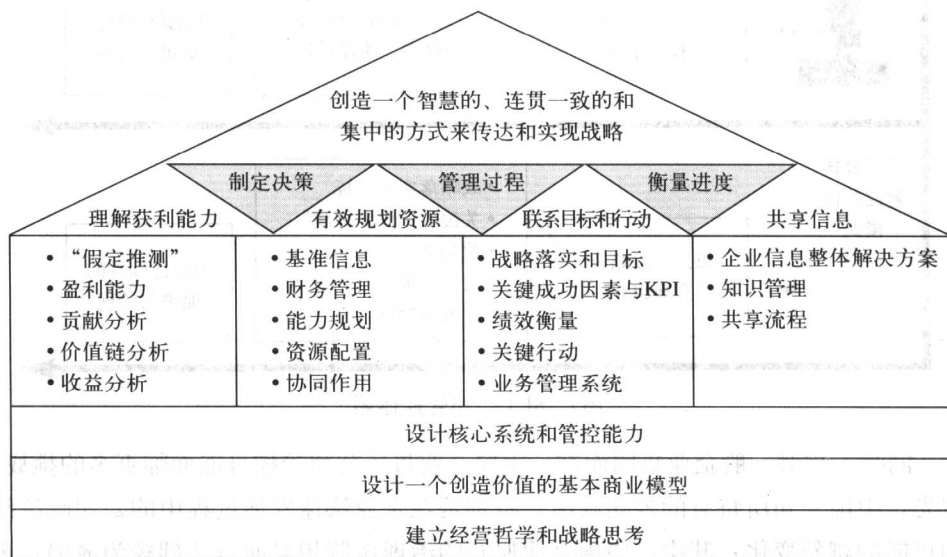 创造一个智慧的、连贯一致的和
集中的方式来传达和实现战略
制定决策 管理过程 衡量进度
理解获利能力 有效规划资源 联系目标和行动 共享信息
•“假定推测”
•盈利能力
•贡献分析
•价值链分析
•收益分析
•基准信息
•财务管理
•能力规划
•资源配置
•协同作用
•战略落实和目标
•关键成功因素与KPI
•绩效衡量
•关键行动
•业务管理系统
•企业信息整体解决方案
•知识管理
•共享流程
设计核心系统和管控能力
设计一个创造价值的基本商业模型
建立经营哲学和战略思考